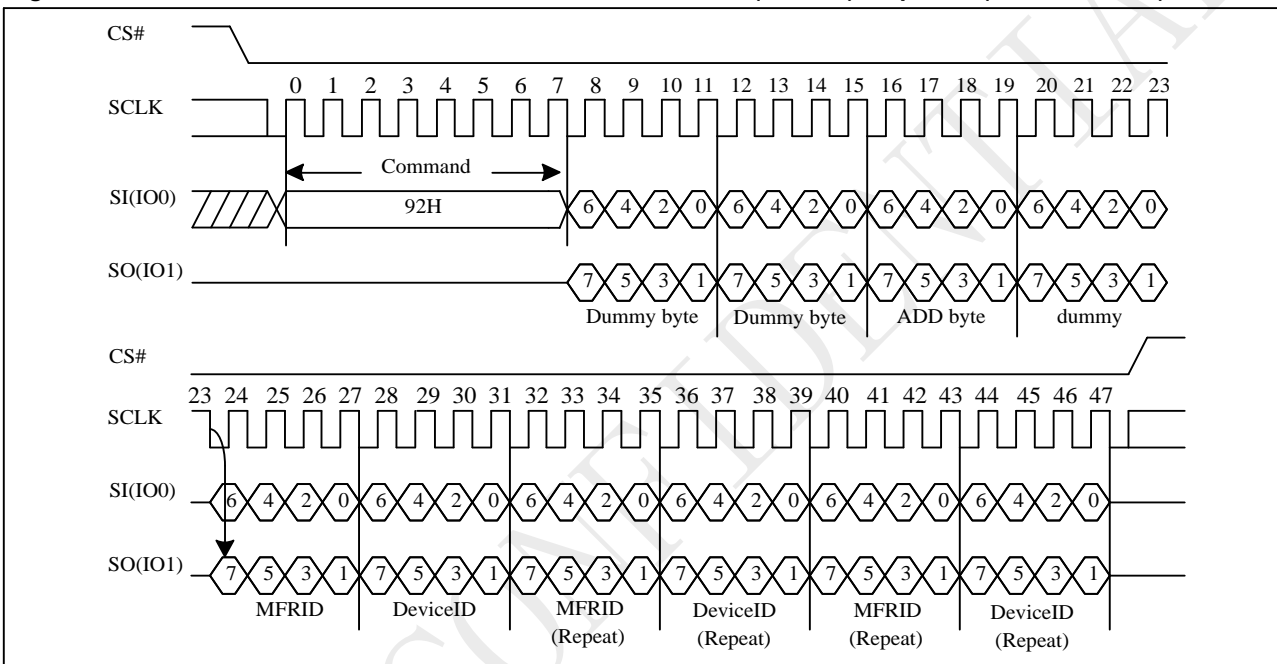 CS#
0 1 2 3 4 5 6 7 8 9 10 11 12 13 14 15 16 17 18 19 20 21 22 23
SCLK
Command
SI(IO0)
92H
6 4 2 0 6 4 2 0 6 4 2 0 6 4 2 0
SO(IO1)
7 5 3 1 7 5 3 1 7 5 3 1 7 5 3 1
Dummy byte Dummy byte ADD byte dummy
CS#
23 24 25 26 27 28 29 30 31 32 33 34 35 36 37 38 39 40 41 42 43 44 45 46 47
SCLK
SI(IO0)
6 4 2 0 6 4 2 0 6 4 2 0 6 4 2 0 6 4 2 0 6 4 2 0
SO(IO1)
7 5 3 1 7 5 3 1 7 5 3 1 7 5 3 1 7 5 3 1 7 5 3 1
MFRID DeviceID MFRID DeviceID MFRID DeviceID
(Repeat) (Repeat) (Repeat) (Repeat)